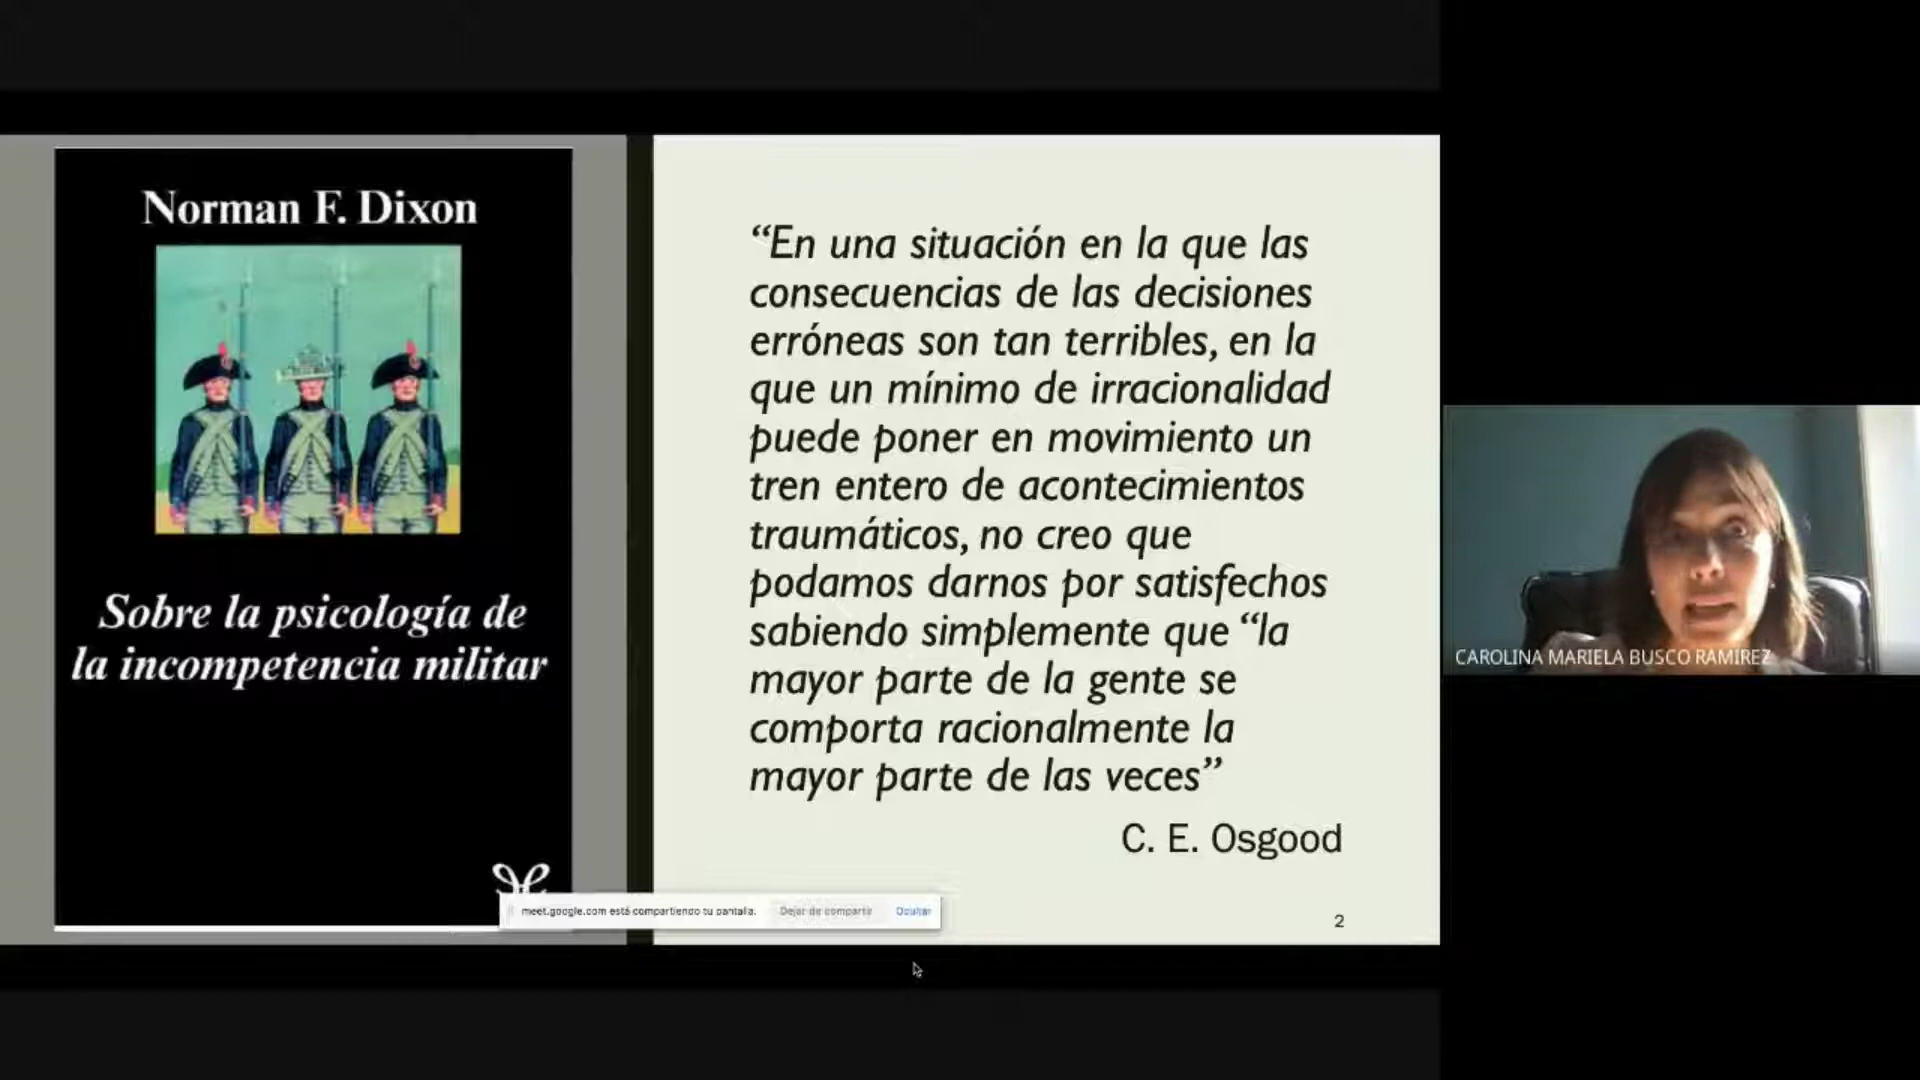 Norman F. Dixon
Sobre la psicología de
la incompetencia militar
“En una situación en la que las
consecuencias de las decisiones
erróneas son tan terribles, en la
que un mínimo de irracionalidad
puede poner en movimiento un
tren entero de acontecimientos
traumáticos, no creo que
podamos darnos por satisfechos
sabiendo simplemente que “la
mayor parte de la gente se
comporta racionalmente la
mayor parte de las veces”
C. E. Osgood
2
meet.google.com está compartiendo tu pantalla.
Dejar de compartir
Ocultar
CAROLINA MARIELA BUSCO RAMIREZ